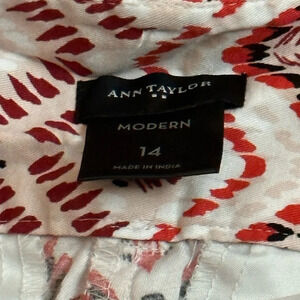 ANN TAYLOR
MODERN
14
MADE IN INDIA